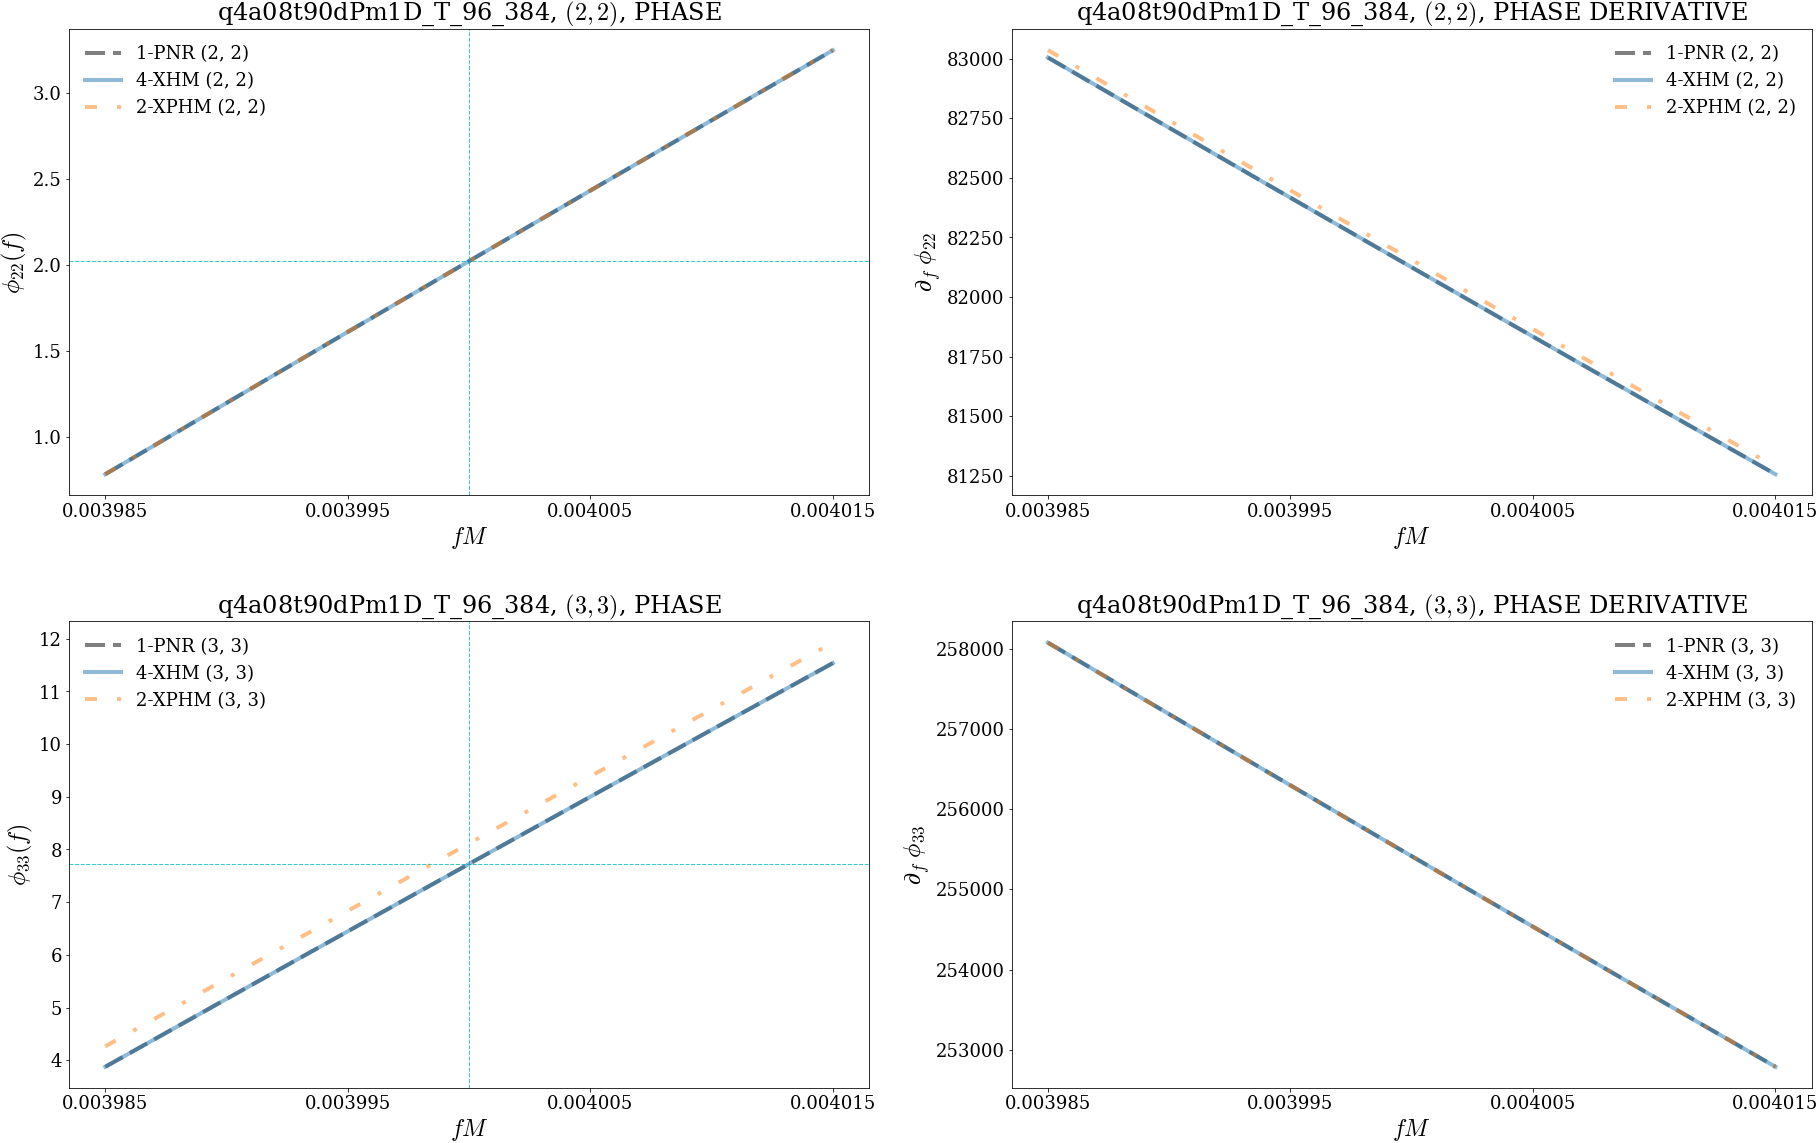 q4a08t90dPm1D_T_96_384, (2, 2), PHASE
1-PNR (2, 2)
4-XHM (2, 2)
2-XPHM (2, 2)
3.0
2.5
2.0
1.5
1.0
ϕ22(f)
0.003985
0.003995
0.004005
0.004015
fM
q4a08t90dPm1D_T_96_384, (2, 2), PHASE DERIVATIVE
1-PNR (2, 2)
4-XHM (2, 2)
2-XPHM (2, 2)
83000
82750
82500
82250
82000
81750
81500
81250
∂f ϕ22
0.003985
0.003995
0.004005
0.004015
fM
q4a08t90dPm1D_T_96_384, (3, 3), PHASE
1-PNR (3, 3)
4-XHM (3, 3)
2-XPHM (3, 3)
12
11
10
9
8
7
6
5
4
ϕ33(f)
0.003985
0.003995
0.004005
0.004015
fM
q4a08t90dPm1D_T_96_384, (3, 3), PHASE DERIVATIVE
1-PNR (3, 3)
4-XHM (3, 3)
2-XPHM (3, 3)
258000
257000
256000
255000
254000
253000
∂f ϕ33
0.003985
0.003995
0.004005
0.004015
fM